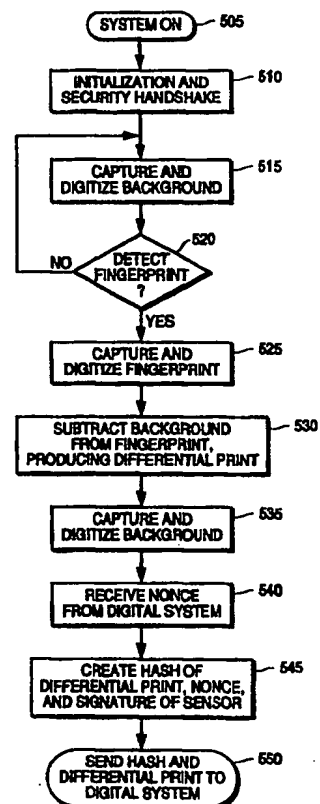 SYSTEM ON
505
INITIALIZATION AND
SECURITY HANDSHAKE
510
CAPTURE AND
DIGITIZE BACKGROUND
515
DETECT
FINGERPRINT
?
520
NO
YES
CAPTURE AND
DIGITIZE FINGERPRINT
525
SUBTRACT BACKGROUND
FROM FINGERPRINT,
PRODUCING DIFFERENTIAL PRINT
530
CAPTURE AND
DIGITIZE BACKGROUND
535
RECEIVE NONCE
FROM DIGITAL SYSTEM
540
CREATE HASH OF
DIFFERENTIAL PRINT, NONCE,
AND SIGNATURE OF SENSOR
545
SEND HASH AND
DIFFERENTIAL PRINT TO
DIGITAL SYSTEM
550